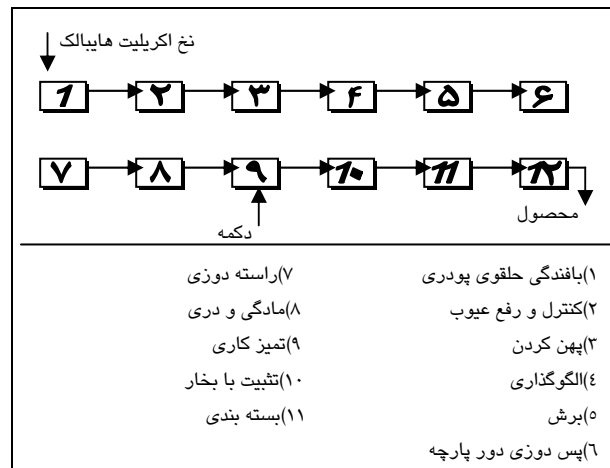 نخ اکریلیت هایبالک
۱ ۲ ۳ ۴ ۵ ۶
۷ ۸ ۹ ۱۰ ۱۱ ۱۲
محصول
دکمه
۱)بافندگی حلقوی پودری
۲)کنترل و رفع عیوب
۳)پهن کردن
۴)الگوگذاری
۵)برش
۶)پس دوزی دور پارچه
۷)راسته دوزی
۸)مادگی و دری
۹)تمیز کاری
۱۰)تثبیت با بخار
۱۱)بسته بندی